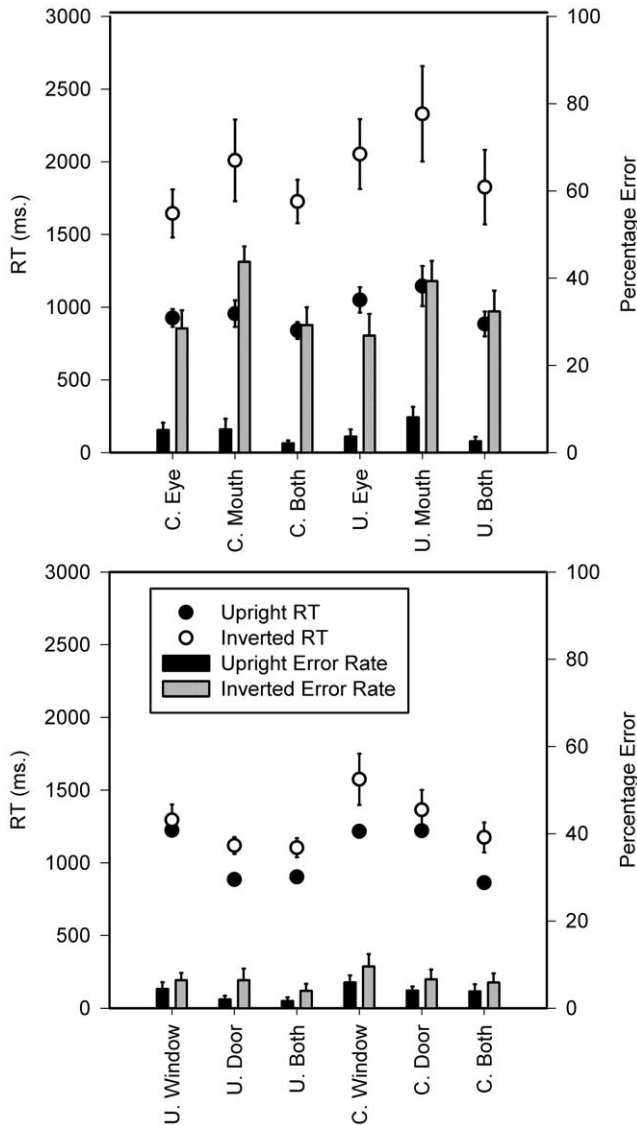 3000
2500
2000
1500
1000
500
0
RT (ms.)
100
80
60
40
20
0
Percentage Error
C. Eye
C. Mouth
C. Both
U. Eye
U. Mouth
U. Both
3000
2500
2000
1500
1000
500
0
RT (ms.)
Upright RT
Inverted RT
Upright Error Rate
Inverted Error Rate
100
80
60
40
20
0
Percentage Error
U. Window
U. Door
U. Both
C. Window
C. Door
C. Both